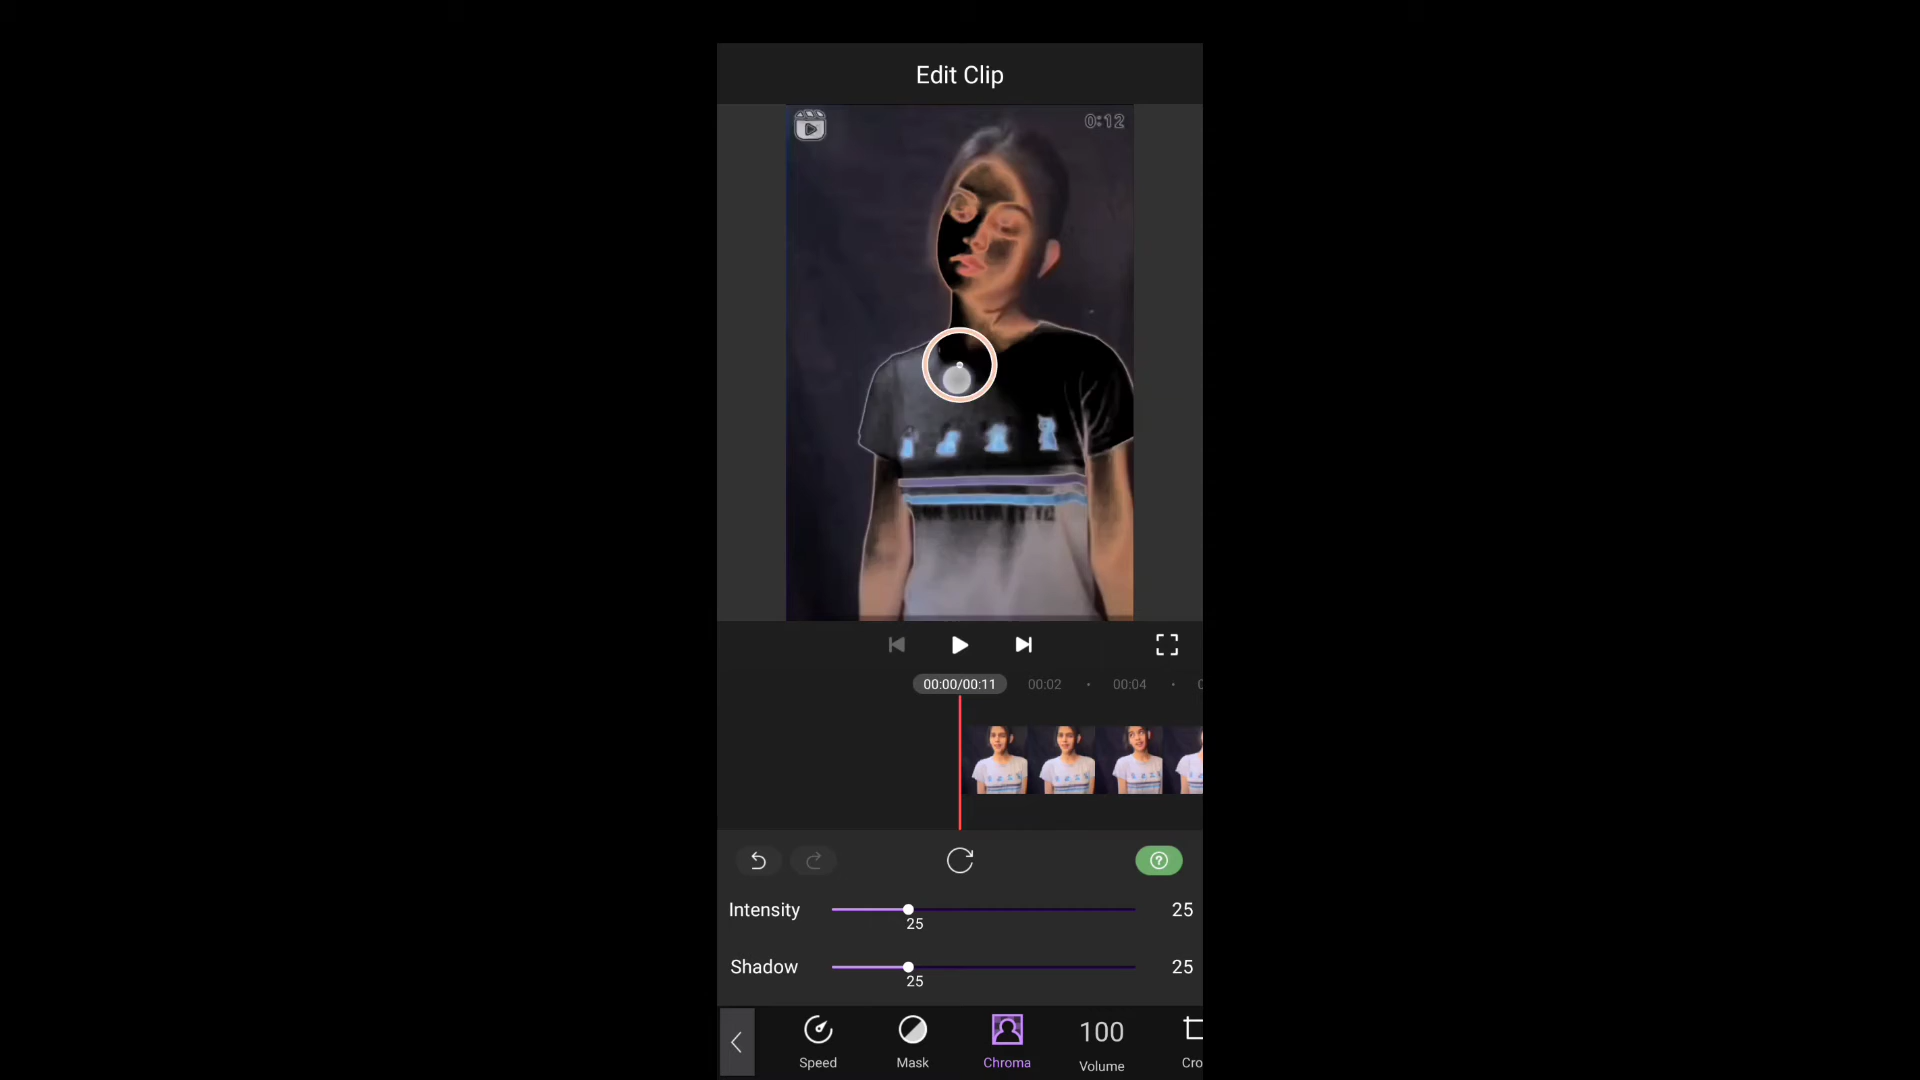 Edit Clip
0:12
00:00/00:11
00:02
00:04
Intensity
25
25
Shadow
25
25
Speed
Mask
Chroma
100
Volume
Cro